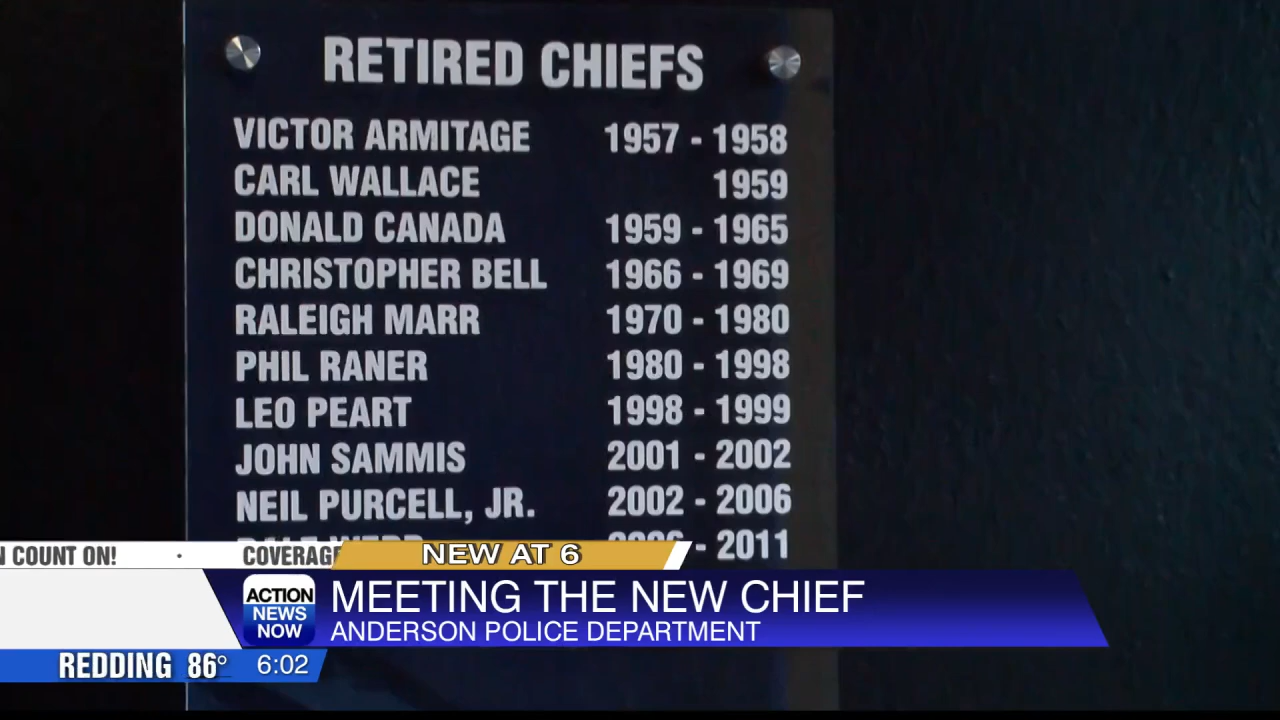 RETIRED CHIEFS
VICTOR ARMITAGE 1957 - 1958
CARL WALLACE 1959
DONALD CANADA 1959 - 1965
CHRISTOPHER BELL 1966 - 1969
RALEIGH MARR 1970 - 1980
PHIL RANER 1980 - 1998
LEO PEART 1998 - 1999
JOHN SAMMIS 2001 - 2002
NEIL PURCELL, JR. 2002 - 2006
- 2011
COUNT ON! · COVERAGE
NEW AT 6
ACTION NEWS NOW
MEETING THE NEW CHIEF
ANDERSON POLICE DEPARTMENT
REDDING 86° 6:02